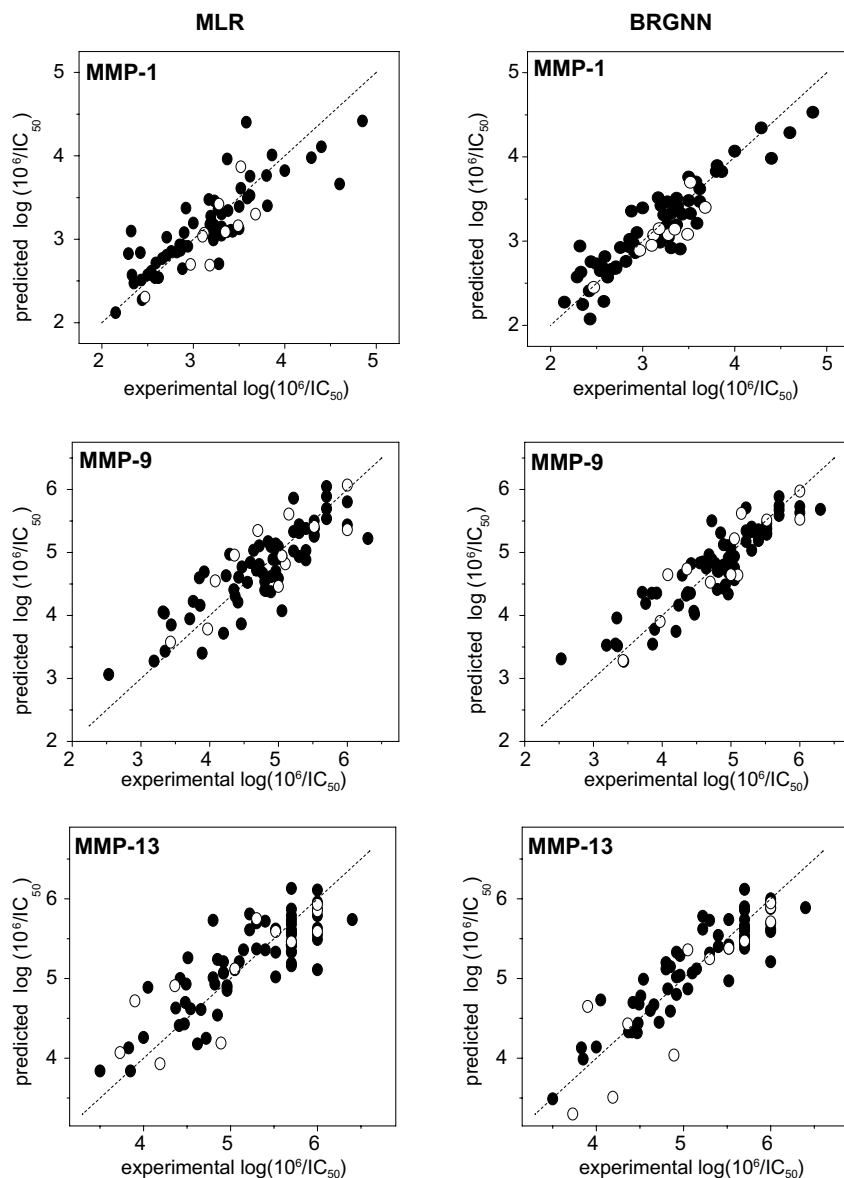 MLR BRGNN
MMP-1 MMP-1
predicted log (10⁶/IC₅₀) predicted log (10⁶/IC₅₀)
5 5
4 4
3 3
2 2
2 3 4 5 2 3 4 5
experimental log(10⁶/IC₅₀) experimental log(10⁶/IC₅₀)
MMP-9 MMP-9
predicted log (10⁶/IC₅₀) predicted log (10⁶/IC₅₀)
6 6
5 5
4 4
3 3
2 2
2 3 4 5 6 2 3 4 5 6
experimental log(10⁶/IC₅₀) experimental log(10⁶/IC₅₀)
MMP-13 MMP-13
predicted log (10⁶/IC₅₀) predicted log (10⁶/IC₅₀)
6 6
5 5
4 4
4 5 6 4 5 6
experimental log(10⁶/IC₅₀) experimental log(10⁶/IC₅₀)